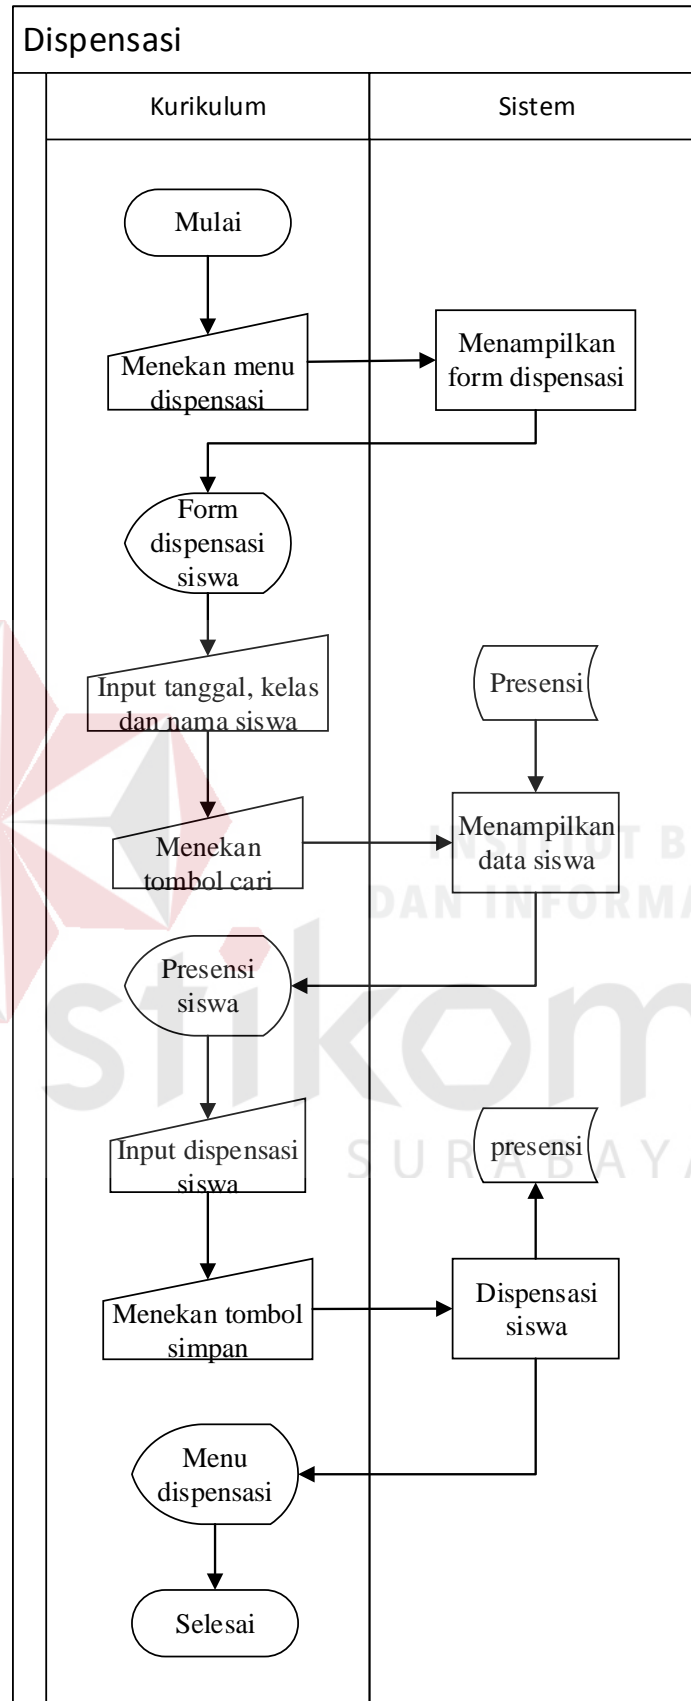 Dispensasi
Kurikulum
Sistem
Mulai
Menekan menu
dispensasi
Menampilkan
form dispensasi
Form
dispensasi
siswa
Input tanggal, kelas
dan nama siswa
Presensi
Menekan
tombol cari
Menampilkan
data siswa
INSTITUT B
DAN INFORMA
Presensi
siswa
stikom
SURABAYA
Input dispensasi
siswa
presensi
Menekan tombol
simpan
Dispensasi
siswa
Menu
dispensasi
Selesai